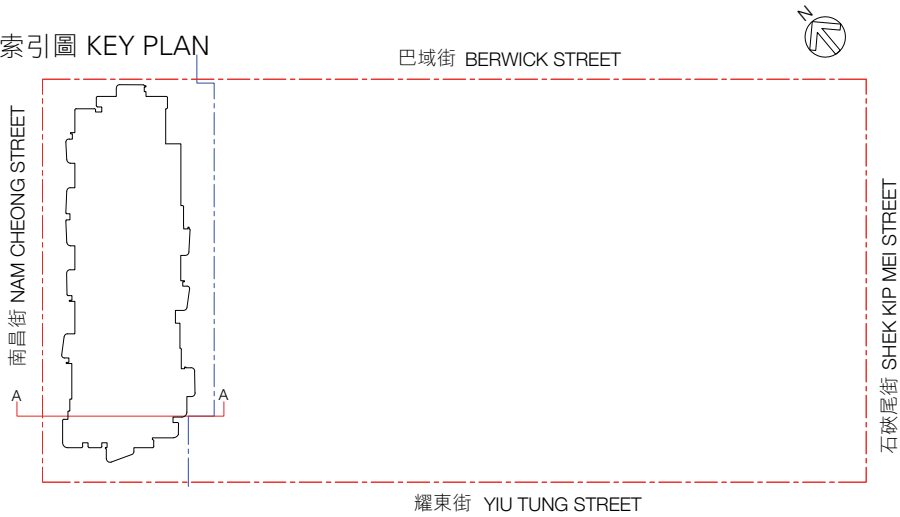 N
索引圖 KEY PLAN
巴域街 BERWICK STREET
南昌街 NAM CHEONG STREET
石硤尾街 SHEK KIP MEI STREET
A
A
耀東街 YIU TUNG STREET